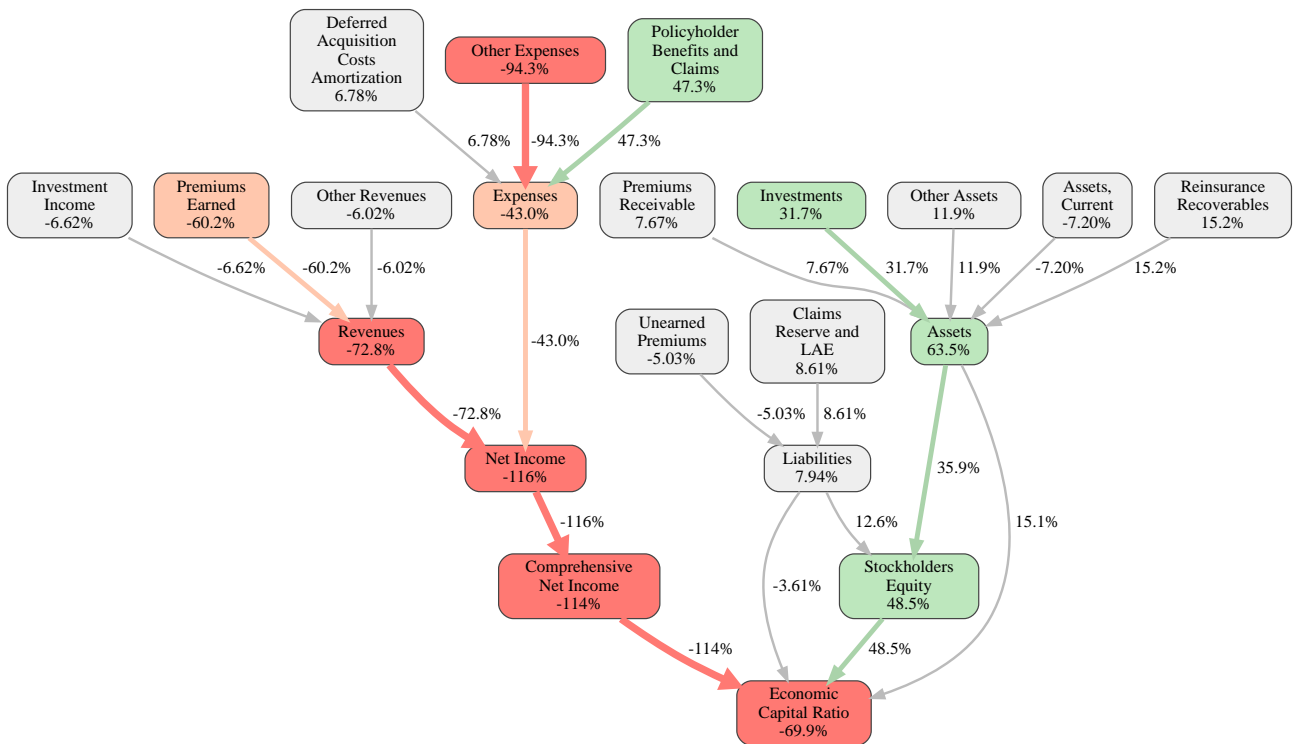 Deferred
Acquisition
Costs
Amortization
6.78%
Other Expenses
-94.3%
Policyholder
Benefits and
Claims
47.3%
6.78%
-94.3%
47.3%
Investment
Income
-6.62%
Premiums
Earned
-60.2%
Other Revenues
-6.02%
Expenses
-43.0%
Premiums
Receivable
7.67%
Investments
31.7%
Other Assets
11.9%
Assets,
Current
-7.20%
Reinsurance
Recoverables
15.2%
-6.62%
-60.2%
-6.02%
7.67%
31.7%
11.9%
-7.20%
15.2%
Revenues
-72.8%
-43.0%
Unearned
Premiums
-5.03%
Claims
Reserve and
LAE
8.61%
Assets
63.5%
-72.8%
-5.03%
8.61%
Net Income
-116%
Liabilities
7.94%
35.9%
-116%
12.6%
15.1%
Comprehensive
Net Income
-114%
-3.61%
Stockholders
Equity
48.5%
-114%
48.5%
Economic
Capital Ratio
-69.9%